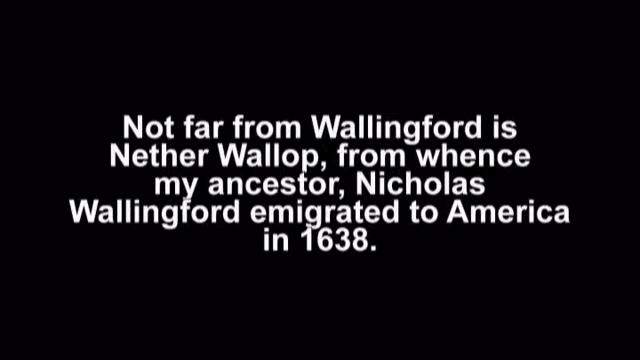 Not far from Wallingford is
Nether Wallop, from whence
my ancestor, Nicholas
Wallingford emigrated to America
in 1638.